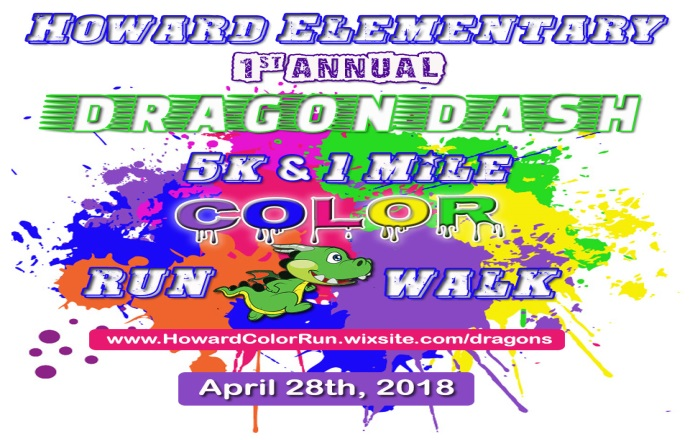 HOWARD ELEMENTARY
1ST ANNUAL
DRAGON DASH
5K & 1 MILE
COLOR
RUN WALK
www.HowardColorRun.wixsite.com/dragons
April 28th, 2018